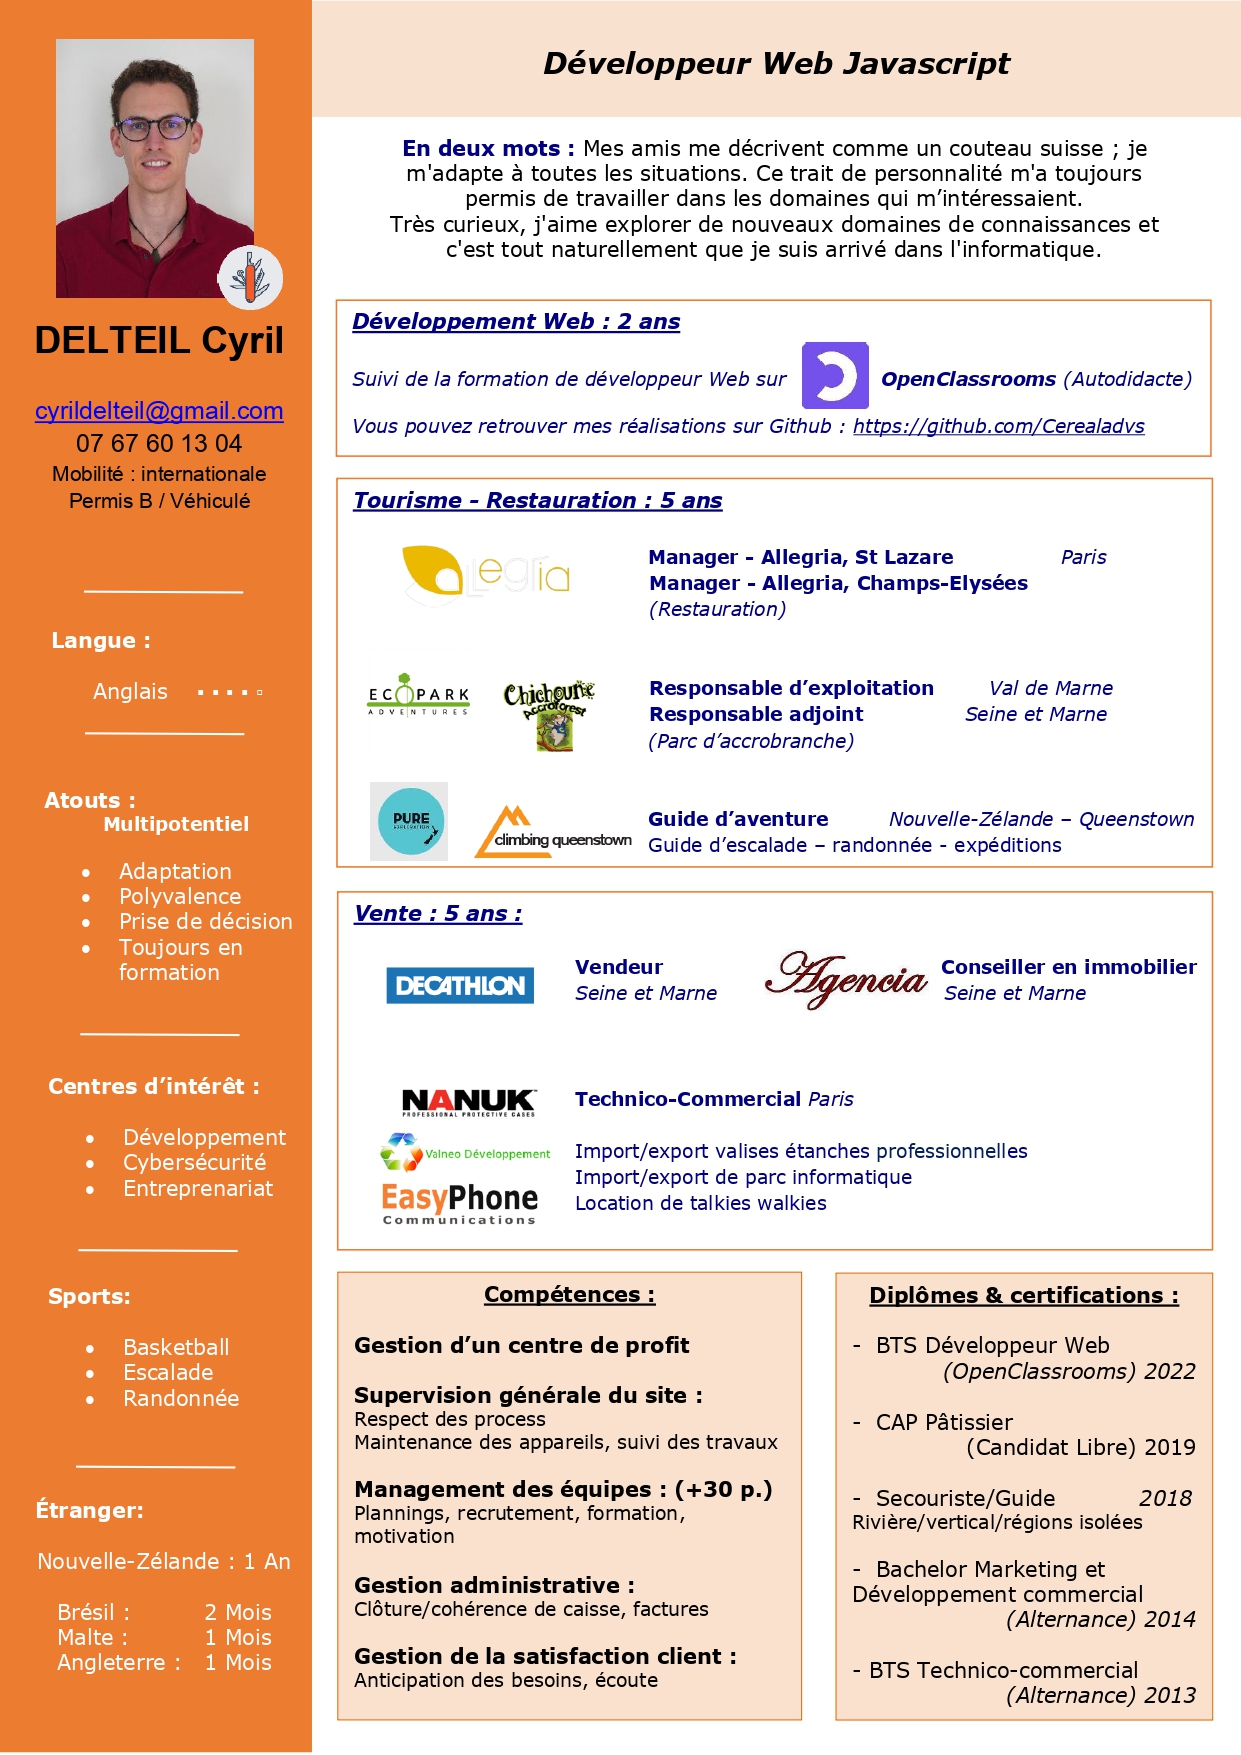 Développeur Web Javascript
En deux mots : Mes amis me décrivent comme un couteau suisse ; je
m'adapte à toutes les situations. Ce trait de personnalité m'a toujours
permis de travailler dans les domaines qui m’intéressaient.
Très curieux, j'aime explorer de nouveaux domaines de connaissances et
c'est tout naturellement que je suis arrivé dans l'informatique.
DELTEIL Cyril
cyrildelteil@gmail.com
07 67 60 13 04
Mobilité : internationale
Permis B / Véhiculé
Langue :
Anglais
Atouts :
Multipotentiel
• Adaptation
• Polyvalence
• Prise de décision
• Toujours en
formation
Centres d’intérêt :
• Développement
• Cybersécurité
• Entreprenariat
Sports:
• Basketball
• Escalade
• Randonnée
Étranger:
Nouvelle-Zélande : 1 An
Brésil : 2 Mois
Malte : 1 Mois
Angleterre : 1 Mois
Développement Web : 2 ans
Suivi de la formation de développeur Web sur OpenClassrooms (Autodidacte)
Vous pouvez retrouver mes réalisations sur Github : https://github.com/Cerealadvs
Tourisme - Restauration : 5 ans
LLegria
Manager - Allegria, St Lazare Paris
Manager - Allegria, Champs-Elysées
(Restauration)
ECOPARK
ADVENTURES
Chichoune
Accroforest
Responsable d’exploitation Val de Marne
Responsable adjoint Seine et Marne
(Parc d’accrobranche)
PURE
EXPLORATION
climbing queenstown
Guide d’aventure Nouvelle-Zélande – Queenstown
Guide d’escalade – randonnée - expéditions
Vente : 5 ans :
DECATHLON
Vendeur
Seine et Marne
Agencia
Conseiller en immobilier
Seine et Marne
NANUK
PROFESSIONAL PROTECTIVE CASES
Technico-Commercial Paris
Valneo Développement
EasyPhone
Communications
Import/export valises étanches professionnelles
Import/export de parc informatique
Location de talkies walkies
Compétences :
Gestion d’un centre de profit
Supervision générale du site :
Respect des process
Maintenance des appareils, suivi des travaux
Management des équipes : (+30 p.)
Plannings, recrutement, formation,
motivation
Gestion administrative :
Clôture/cohérence de caisse, factures
Gestion de la satisfaction client :
Anticipation des besoins, écoute
Diplômes & certifications :
- BTS Développeur Web
(OpenClassrooms) 2022
- CAP Pâtissier
(Candidat Libre) 2019
- Secouriste/Guide 2018
Rivière/vertical/régions isolées
- Bachelor Marketing et
Développement commercial
(Alternance) 2014
- BTS Technico-commercial
(Alternance) 2013